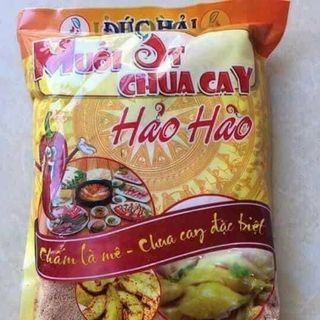 ĐỨC HẢI
MUỐI ỚT
CHUA CAY
Hảo Hảo
Chấm là mê - Chua cay đặc biệt